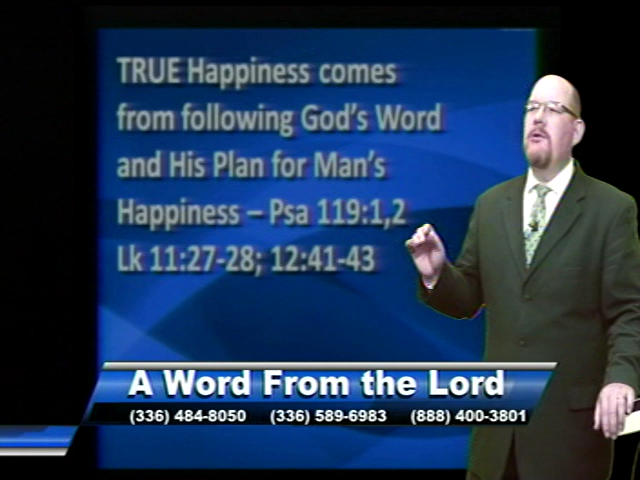 TRUE Happiness comes
from following God's Word
and His Plan for Man's
Happiness – Psa 119:1,2
Lk 11:27-28; 12:41-43
A Word From the Lord
(336) 484-8050 (336) 589-6983 (888) 400-3801